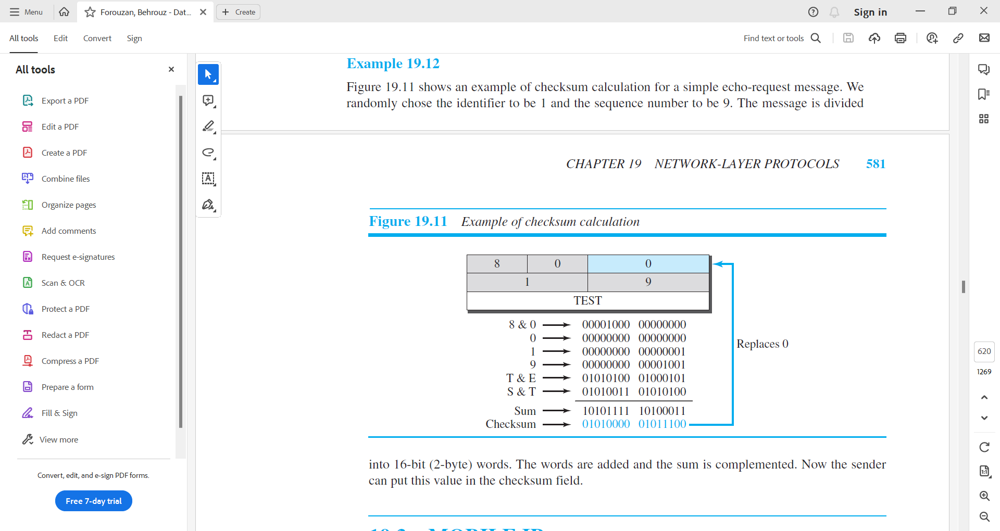 Menu
Forouzan, Behrouz - Dat...
Create
Sign in
All tools
Edit
Convert
Sign
Find text or tools
All tools
Export a PDF
Edit a PDF
Create a PDF
Combine files
Organize pages
Add comments
Request e-signatures
Scan & OCR
Protect a PDF
Redact a PDF
Compress a PDF
Prepare a form
Fill & Sign
View more
Convert, edit, and e-sign PDF forms.
Free 7-day trial
Example 19.12
Figure 19.11 shows an example of checksum calculation for a simple echo-request message. We
randomly chose the identifier to be 1 and the sequence number to be 9. The message is divided
CHAPTER 19 NETWORK-LAYER PROTOCOLS 581
Figure 19.11 Example of checksum calculation
8 0 0
1 9
TEST
8 & 0 00001000 00000000
0 00000000 00000000
1 00000000 00000001
9 00000000 00001001
T & E 01010100 01000101
S & T 01010011 01010100
Sum 10101111 10100011
Checksum 01010000 01011100
Replaces 0
into 16-bit (2-byte) words. The words are added and the sum is complemented. Now the sender
can put this value in the checksum field.
620
1269
1:1